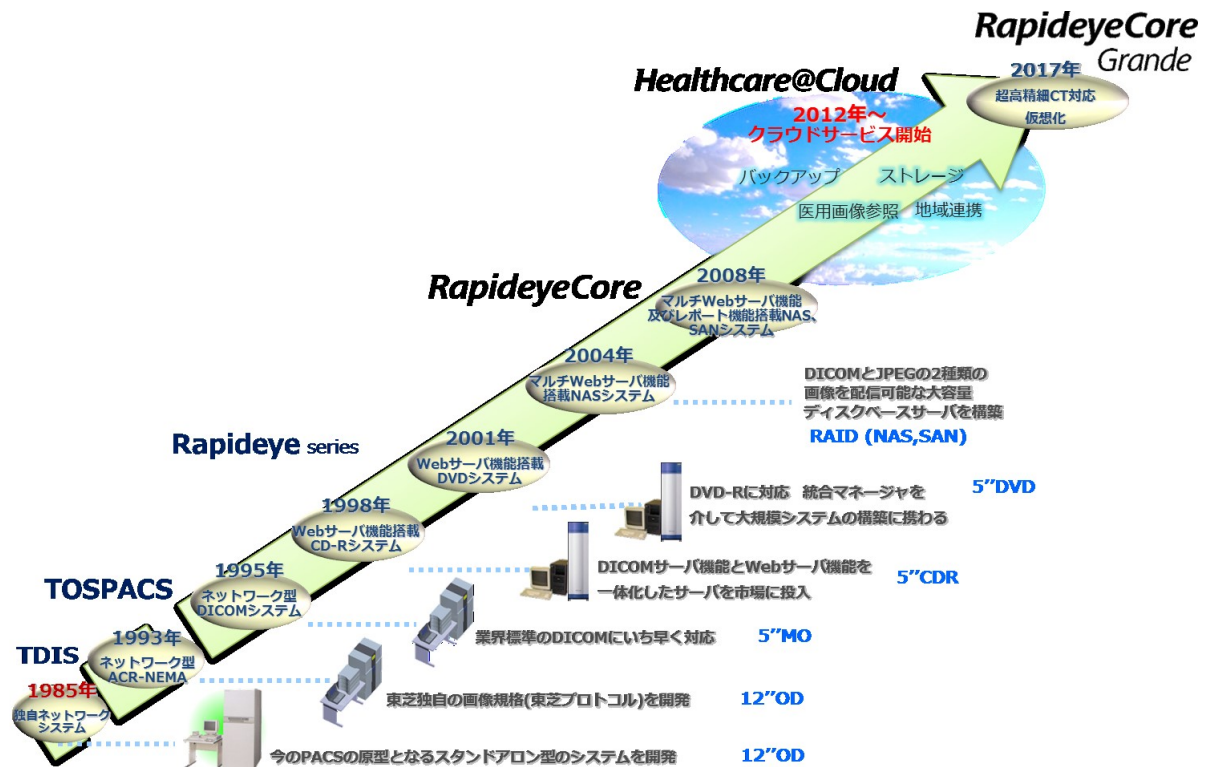 RapideyeCore
Grande
2017年
超高精細CT対応
仮想化
Healthcare@Cloud
2012年～
クラウドサービス開始
バックアップ ストレージ
医用画像参照 地域連携
RapideyeCore
2008年
マルチWebサーバ機能
及びレポート機能搭載NAS、
SANシステム
2004年
マルチWebサーバ機能
搭載NASシステム
DICOMとJPEGの2種類の
画像を配信可能な大容量
ディスクベースサーバを構築
RAID (NAS,SAN)
Rapideye series
2001年
Webサーバ機能搭載
DVDシステム
DVD-Rに対応 統合マネージャを
介して大規模システムの構築に携わる
5”DVD
1998年
Webサーバ機能搭載
CD-Rシステム
DICOMサーバ機能とWebサーバ機能を
一体化したサーバを市場に投入
5”CDR
TOSPACS
1995年
ネットワーク型
DICOMシステム
業界標準のDICOMにいち早く対応
5”MO
1993年
ネットワーク型
ACR-NEMA
東芝独自の画像規格(東芝プロトコル)を開発
12”OD
TDIS
1985年
独自ネットワーク
システム
今のPACSの原型となるスタンドアロン型のシステムを開発
12”OD